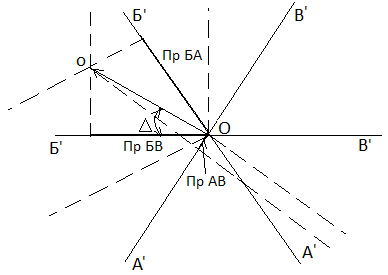 Б' В'
Пр БА
о
Δ О
Б' Пр БВ В'
Пр АВ
А' А'